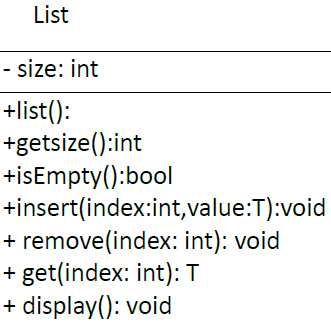 List
- size: int
+list():
+getsize():int
+isEmpty():bool
+insert(index:int,value:T):void
+ remove(index: int): void
+ get(index: int): T
+ display(): void